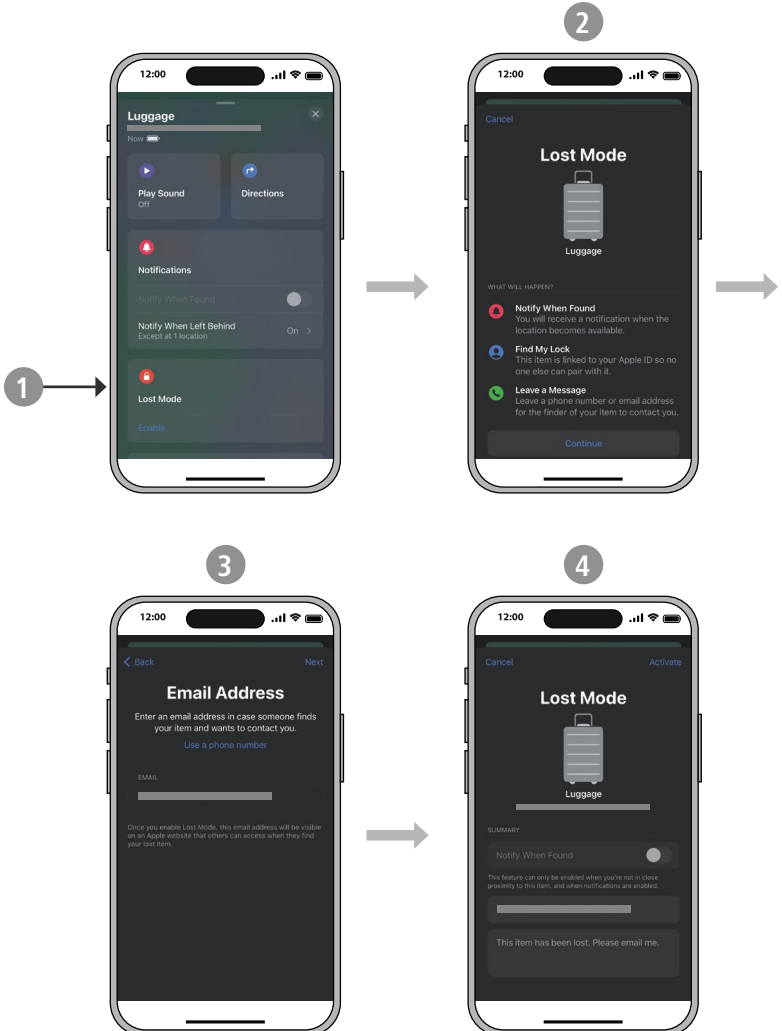 2
12:00
Luggage
Now
Play Sound
Off
Directions
Notifications
Notify When Found
Notify When Left Behind
Except at 1 location
On
1
Lost Mode
Enable
12:00
Cancel
Lost Mode
Luggage
WHAT WILL HAPPEN?
Notify When Found
You will receive a notification when the
location becomes available.
Find My Lock
This item is linked to your Apple ID so no
one else can pair with it.
Leave a Message
Leave a phone number or email address
for the finder of your item to contact you.
Continue
3
12:00
Back
Next
Email Address
Enter an email address in case someone finds
your item and wants to contact you.
Use a phone number
EMAIL
Once you enable Lost Mode, this email address will be visible
on an Apple website that others can access when they find
your lost item.
4
12:00
Cancel
Activate
Lost Mode
Luggage
SUMMARY
Notify When Found
This feature can only be enabled when you're not in close
proximity to this item, and when notifications are enabled.
This item has been lost. Please email me.